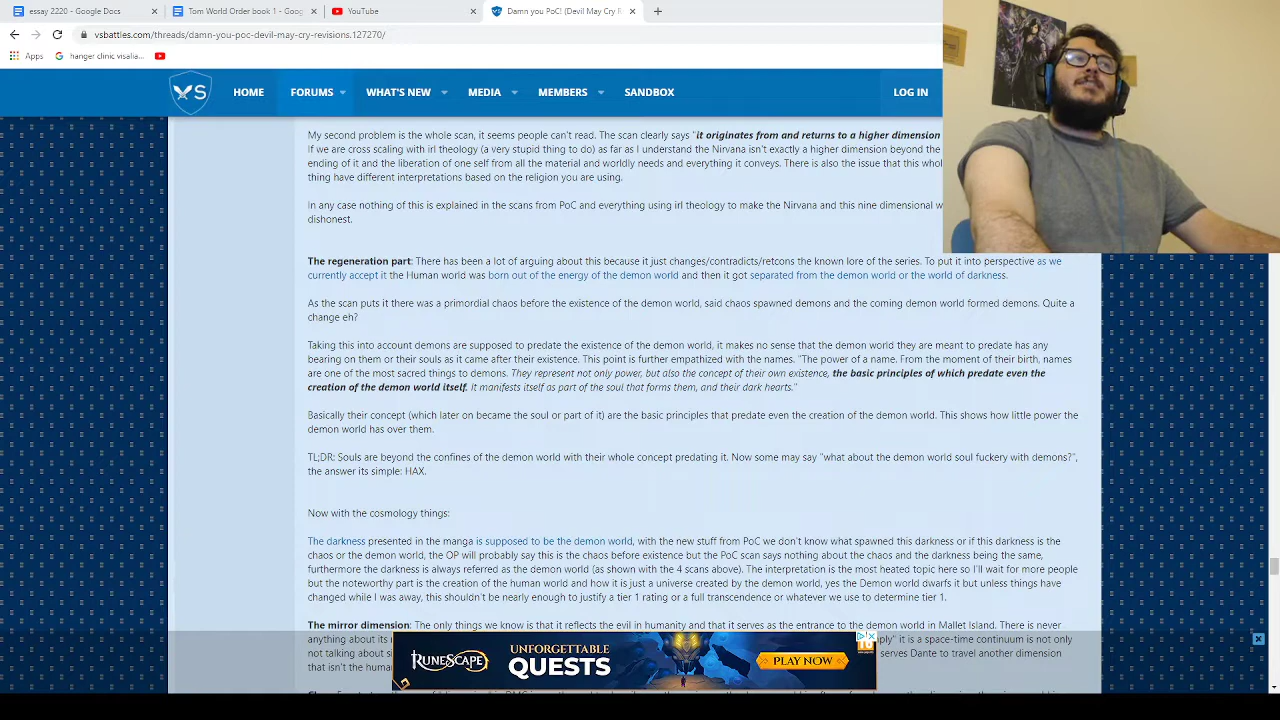 essay 2220 - Google Docs
Tom World Order book 1 - Goog
YouTube
Damn you PoC! (Devil May Cry R
vsbattles.com/threads/damn-you-poc-devil-may-cry-revisions.127270/
Apps
hanger clinic visalia...
VS
HOME
FORUMS
WHAT'S NEW
MEDIA
MEMBERS
SANDBOX
LOG IN
My second problem is the whole scan, it seems people can't read. The scan clearly says "it originates from and returns to a higher dimension
If we are cross scaling with irl theology (a very stupid thing to do) as far as I understand the Nirvana isn't exactly a higher dimension beyond the
ending of it and the liberation of one self from all the material and worldly needs and everything it conveys. There is also the issue that this whol
thing have different interpretations based on the religion you are using.
In any case nothing of this is explained in the scans from PoC and everything using irl theology to make the Nirvana and this nine dimensional w
dishonest.
The regeneration part: There has been a lot of arguing about this because it just changes/contradicts/retcons the known lore of the series. To put it into perspective as we
currently accept it the Human world was born out of the energy of the demon world and then it got separated from the demon world or the world of darkness.
As the scan puts it there was a primordial chaos before the existence of the demon world, said chaos spawned demons and the coming demon world formed demons. Quite a
change eh?
Taking this into account demons are supposed to predate the existence of the demon world, it makes no sense that the demon world they are meant to predate has any
bearing on them or their souls as it came after their existence. This point is further empathized with the names. "The power of a name. From the moment of their birth, names
are one of the most sacred things to demons. They represent not only power, but also the concept of their own existence, the basic principles of which predate even the
creation of the demon world itself. it manifests itself as part of the soul that forms them, and their dark hearts."
Basically their concept (which later on became the soul or part of it) are the basic principles that predate even the creation of the demon world. This shows how little power the
demon world has over them.
TL;DR: Souls are beyond the confines of the demon world with their whole concept predating it. Now some may say "what about the demon world soul fuckery with demons?",
the answer its simple: HAX.
Now with the cosmology things:
The darkness presented in the main is supposed to be the demon world, with the new stuff from PoC we don't know what spawned this darkness or if this darkness is the
chaos or the demon world, the OP will probably say this is the chaos before existence but the PoC scan says nothing about the chaos and the darkness being the same,
furthermore the darkness is always referred as the demon world (as shown with the 4 scans above). The interpretation is the most heated topic here so I'll wait for more people
but the noteworthy part is the creation of the human world and how it is just a universe created by the demon world, yes the Demon world dwarfs it but unless things have
changed while I was away, this shouldn't be nearly enough to justify a tier 1 rating or a full transcendence or whatever we use to determine tier 1.
The mirror dimension: The only things we know is that it reflects the evil in humanity and that it serves as the entrance to the demon world in Mallet Island. There is never
anything about its it is a space-time continuum is not only
not talking about serves Dante to travel another dimension
that isn't the
RUNESCAPE
UNFORGETTABLE
QUESTS
PLAY NOW